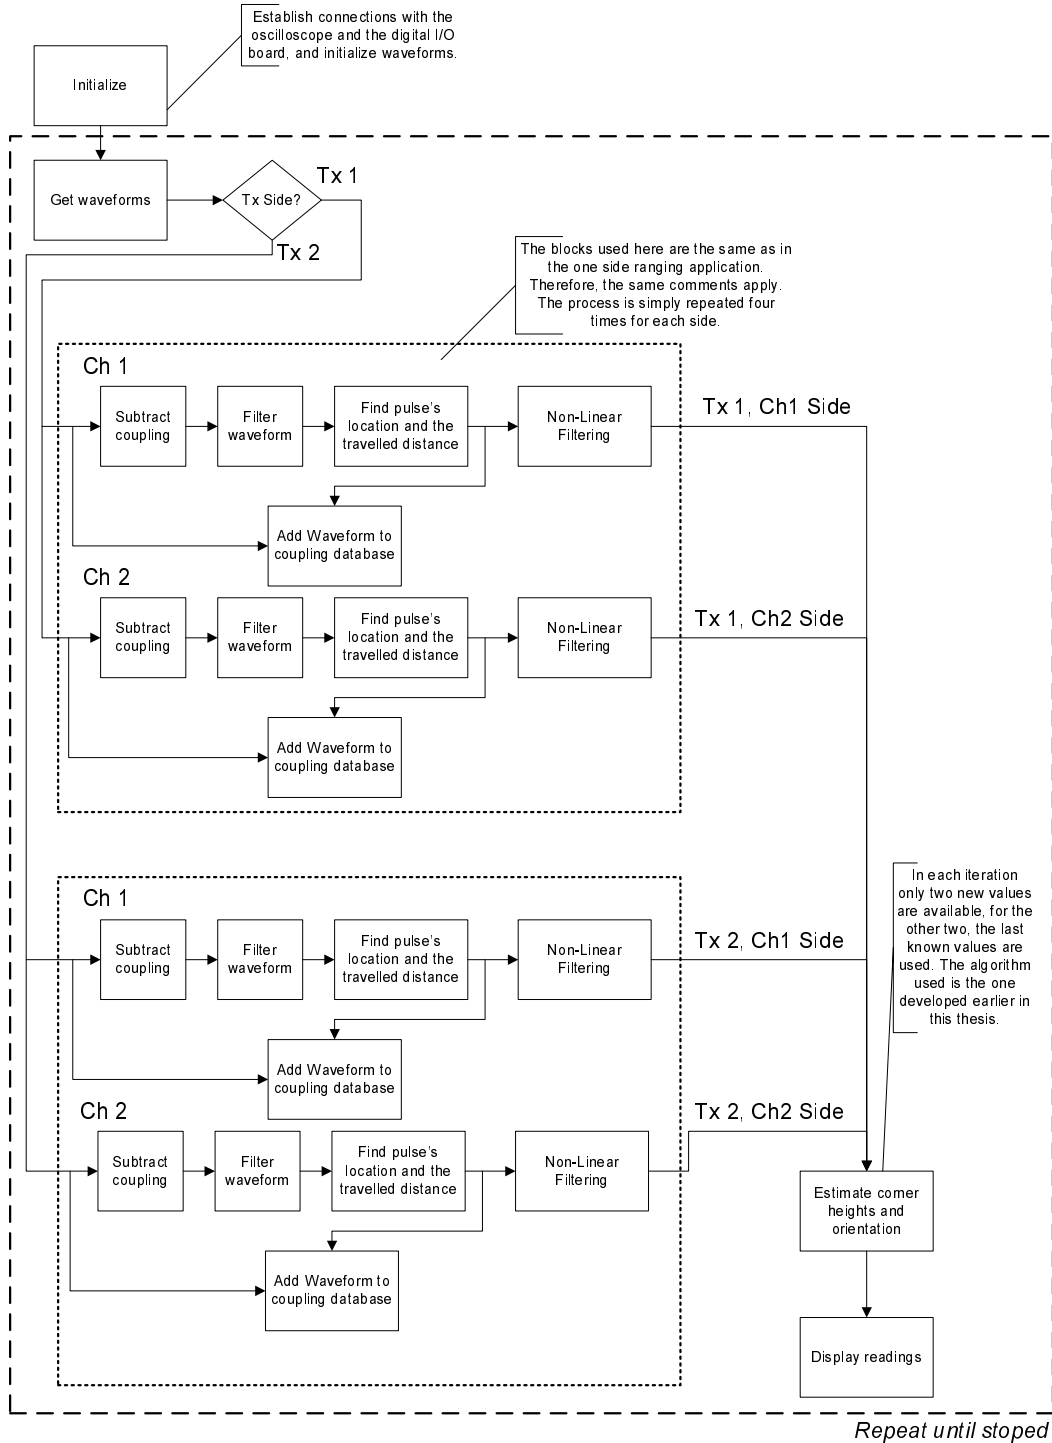 Establish connections with the
oscilloscope and the digital I/O
board, and initialize waveforms.
Initialize
Get waveforms
Tx Side?
Tx 1
Tx 2
The blocks used here are the same as in
the one side ranging application.
Therefore, the same comments apply.
The process is simply repeated four
times for each side.
Ch 1
Subtract
coupling
Filter
waveform
Find pulse's
location and the
travelled distance
Non-Linear
Filtering
Tx 1, Ch1 Side
Add Waveform to
coupling database
Ch 2
Subtract
coupling
Filter
waveform
Find pulse's
location and the
travelled distance
Non-Linear
Filtering
Tx 1, Ch2 Side
Add Waveform to
coupling database
In each iteration
only two new values
are available, for the
other two, the last
known values are
used. The algorithm
used is the one
developed earlier in
this thesis.
Ch 1
Subtract
coupling
Filter
waveform
Find pulse's
location and the
travelled distance
Non-Linear
Filtering
Tx 2, Ch1 Side
Add Waveform to
coupling database
Ch 2
Subtract
coupling
Filter
waveform
Find pulse's
location and the
travelled distance
Non-Linear
Filtering
Tx 2, Ch2 Side
Add Waveform to
coupling database
Estimate corner
heights and
orientation
Display readings
Repeat until stoped